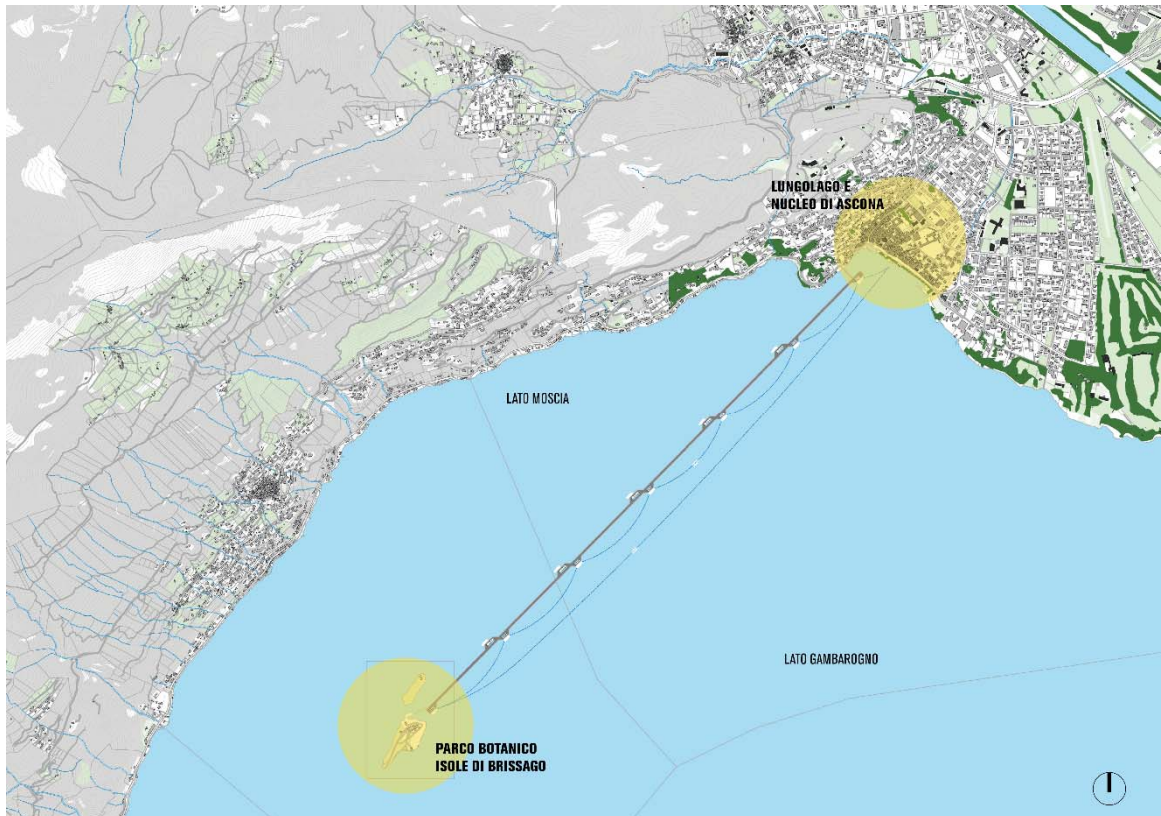 LUNGOLAGO E
NUCLEO DI ASCONA
LATO MOSCIA
LATO GAMBAROGNO
PARCO BOTANICO
ISOLE DI BRISSAGO